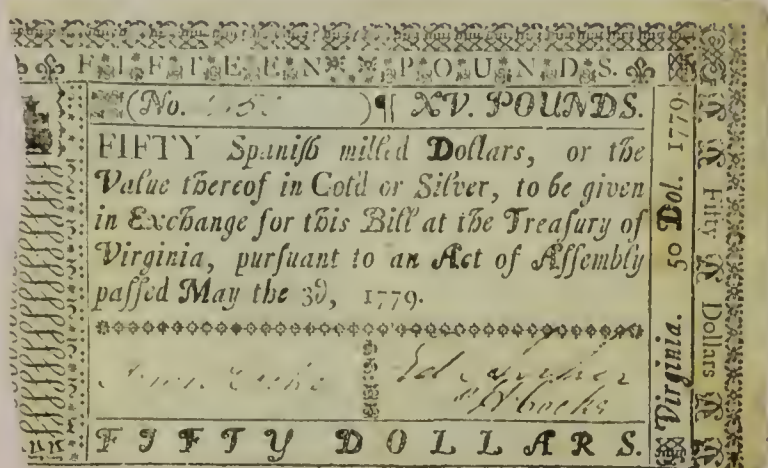 FIFTEEN POUNDS.
(No. ) ¶ XV. POUNDS.
FIFTY Spaniſh milled Dollars, or the
Value thereof in Gold or Silver, to be given
in Exchange for this Bill at the Treaſury of
Virginia, purſuant to an Act of Aſſembly
paſſed May the 3d, 1779.
FIFTY DOLLARS.
Virginia. 50 Dol. 1779.
Fifty Dollars